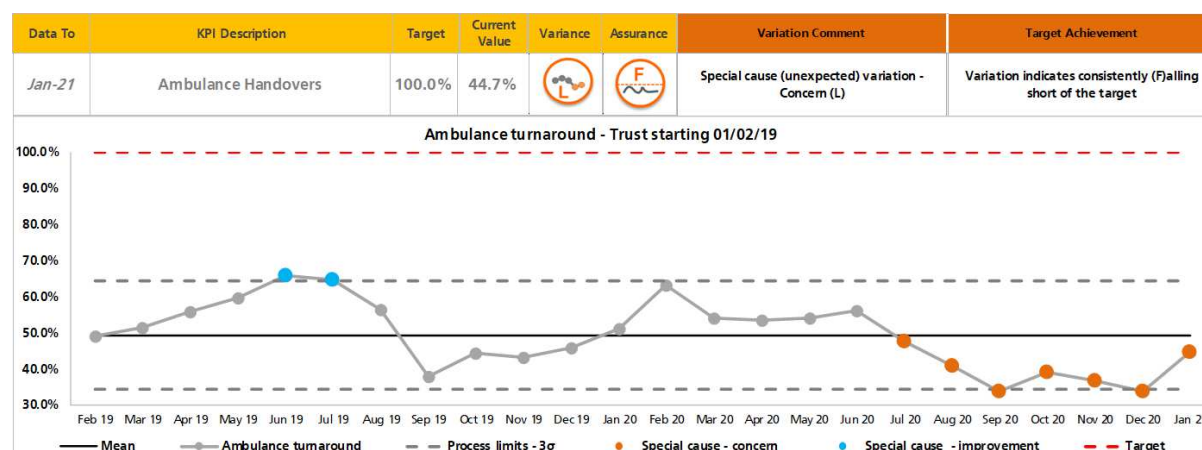 Data To KPI Description Target Current Value Variance Assurance Variation Comment Target Achievement
Jan-21 Ambulance Handovers 100.0% 44.7% L F Special cause (unexpected) variation - Concern (L) Variation indicates consistently (F)alling short of the target
Ambulance turnaround - Trust starting 01/02/19
100.0%
90.0%
80.0%
70.0%
60.0%
50.0%
40.0%
30.0%
Feb 19 Mar 19 Apr 19 May 19 Jun 19 Jul 19 Aug 19 Sep 19 Oct 19 Nov 19 Dec 19 Jan 20 Feb 20 Mar 20 Apr 20 May 20 Jun 20 Jul 20 Aug 20 Sep 20 Oct 20 Nov 20 Dec 20 Jan 2
Mean Ambulance turnaround Process limits - 3σ Special cause - concern Special cause - improvement Target